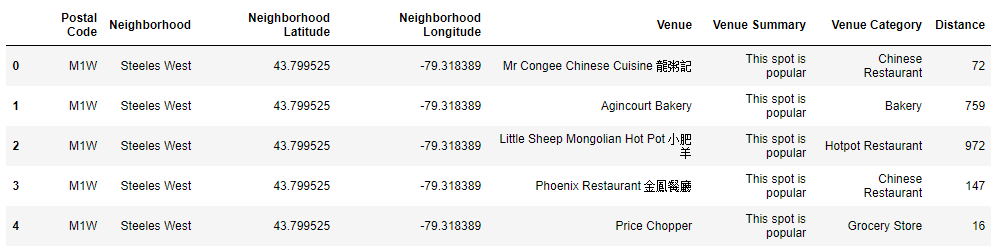 Postal Code Neighborhood Neighborhood Latitude Neighborhood Longitude Venue Venue Summary Venue Category Distance
0 M1W Steeles West 43.799525 -79.318389 Mr Congee Chinese Cuisine 龍粥記 This spot is popular Chinese Restaurant 72
1 M1W Steeles West 43.799525 -79.318389 Agincourt Bakery This spot is popular Bakery 759
2 M1W Steeles West 43.799525 -79.318389 Little Sheep Mongolian Hot Pot 小肥羊 This spot is popular Hotpot Restaurant 972
3 M1W Steeles West 43.799525 -79.318389 Phoenix Restaurant 金鳳餐廳 This spot is popular Chinese Restaurant 147
4 M1W Steeles West 43.799525 -79.318389 Price Chopper This spot is popular Grocery Store 16